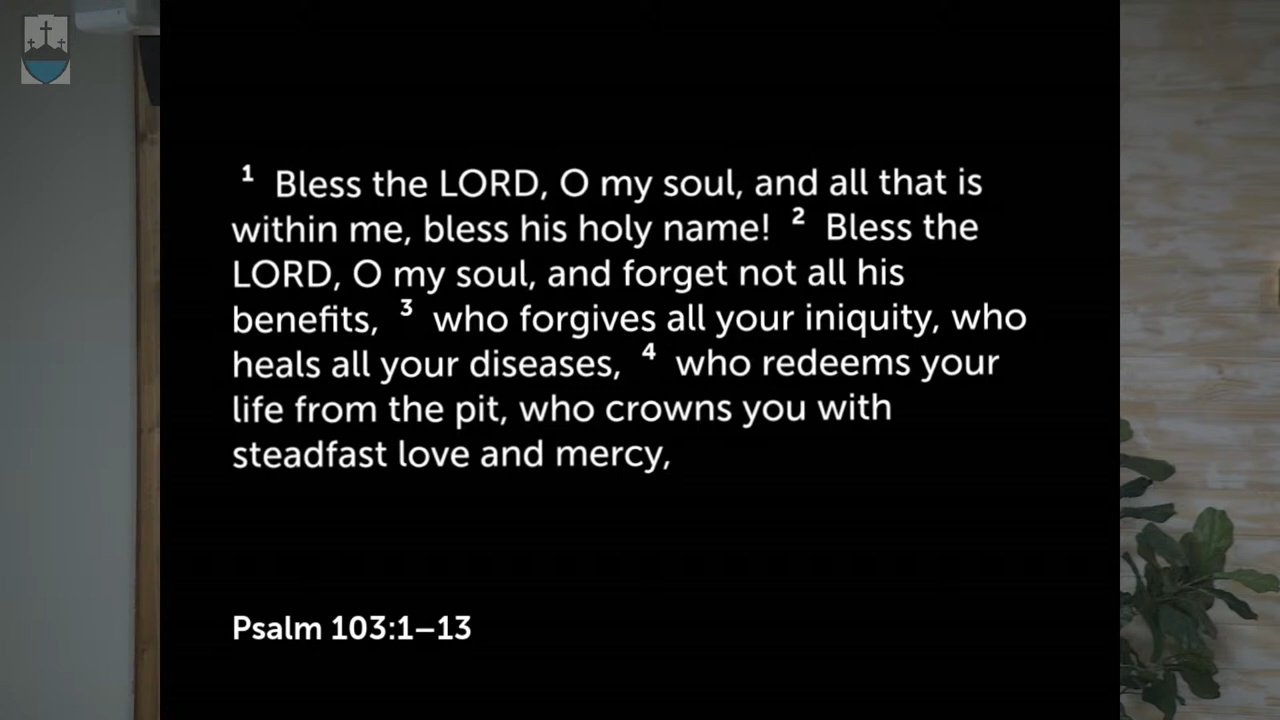 1 Bless the LORD, O my soul, and all that is
within me, bless his holy name! 2 Bless the
LORD, O my soul, and forget not all his
benefits, 3 who forgives all your iniquity, who
heals all your diseases, 4 who redeems your
life from the pit, who crowns you with
steadfast love and mercy,
Psalm 103:1–13